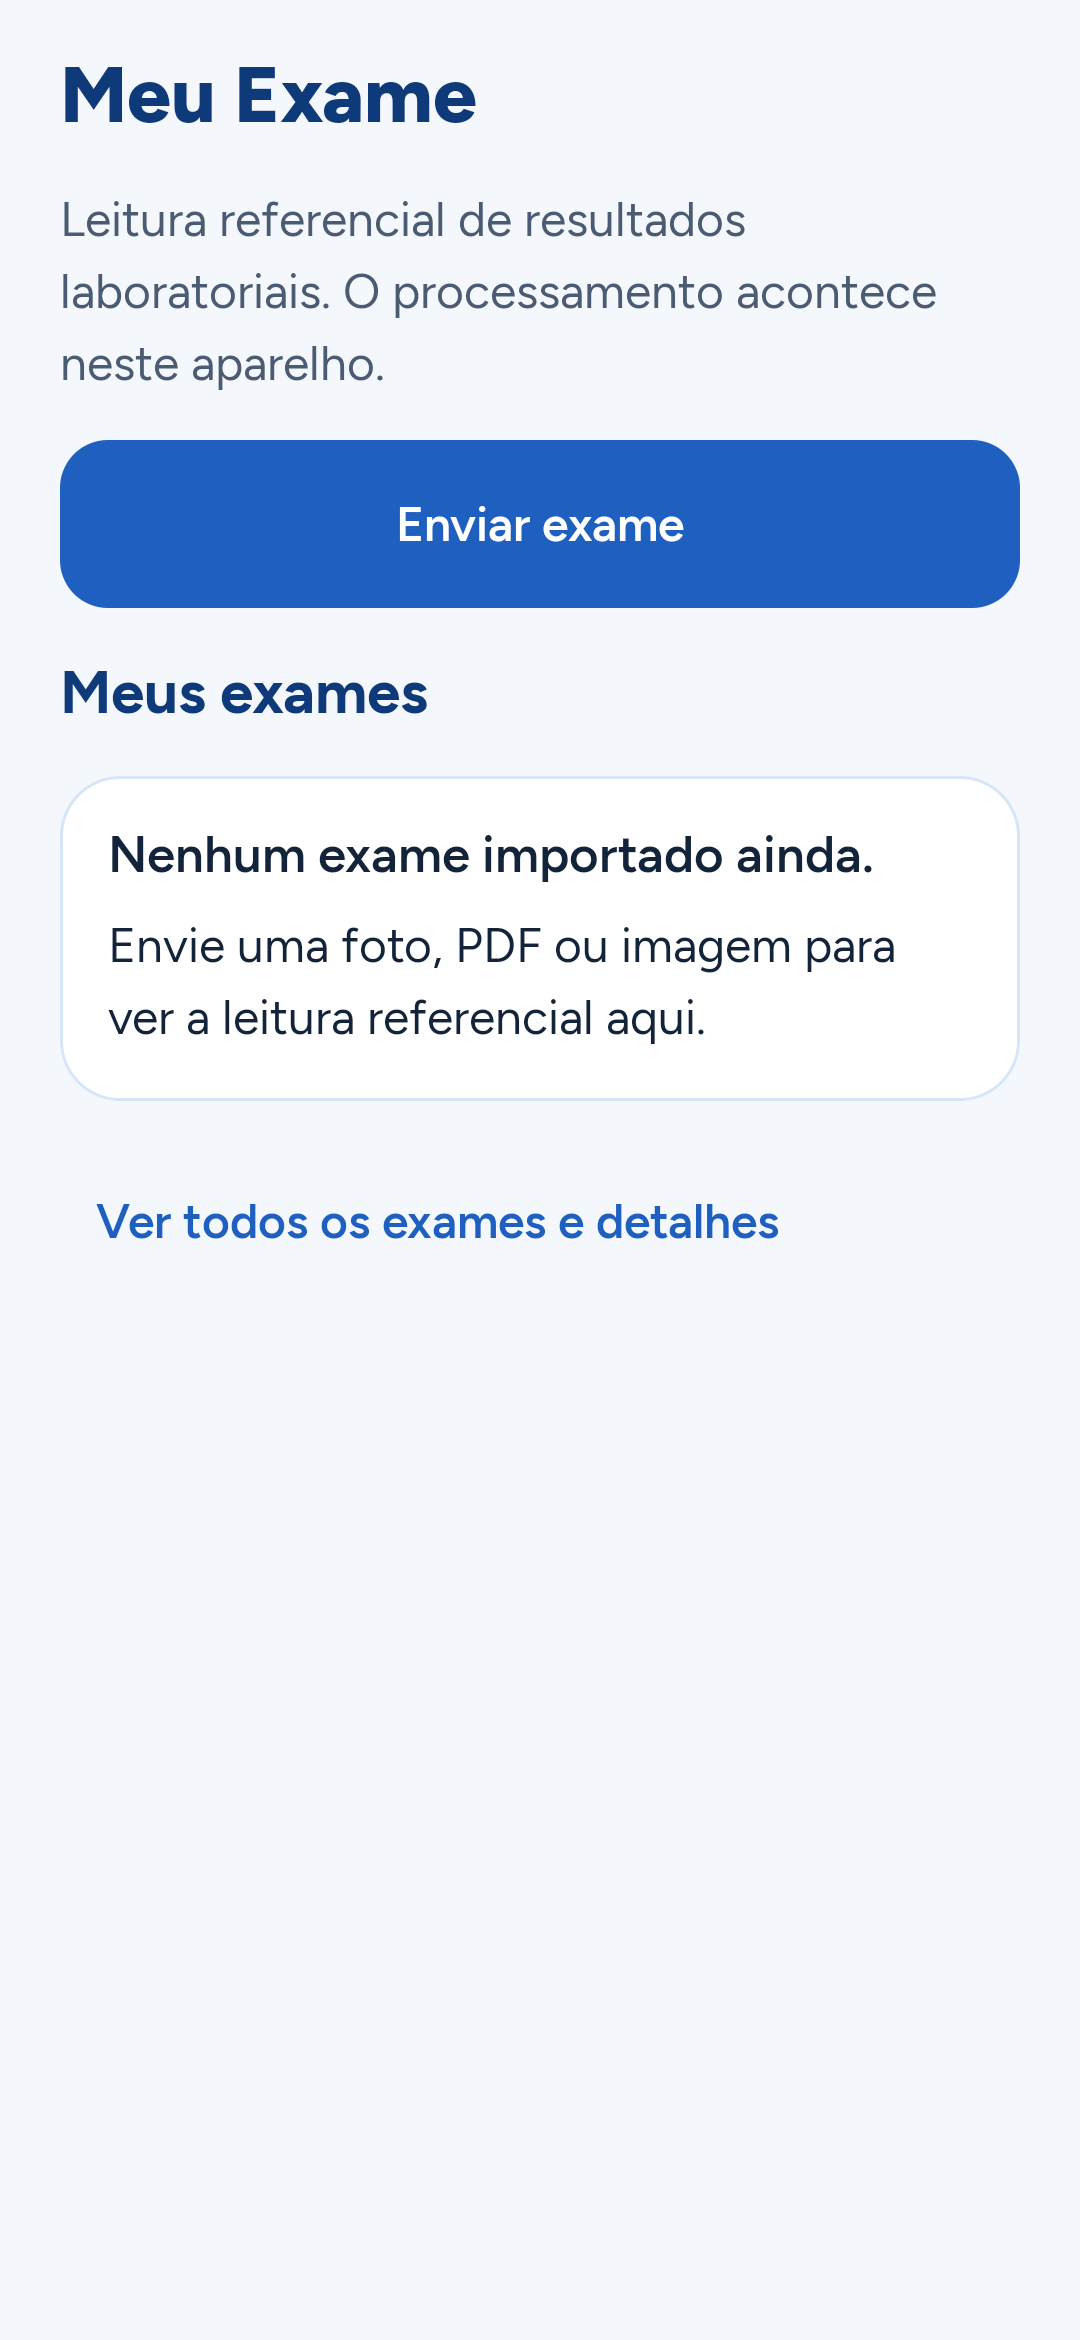 Meu Exame
Leitura referencial de resultados
laboratoriais. O processamento acontece
neste aparelho.
Enviar exame
Meus exames
Nenhum exame importado ainda.
Envie uma foto, PDF ou imagem para
ver a leitura referencial aqui.
Ver todos os exames e detalhes